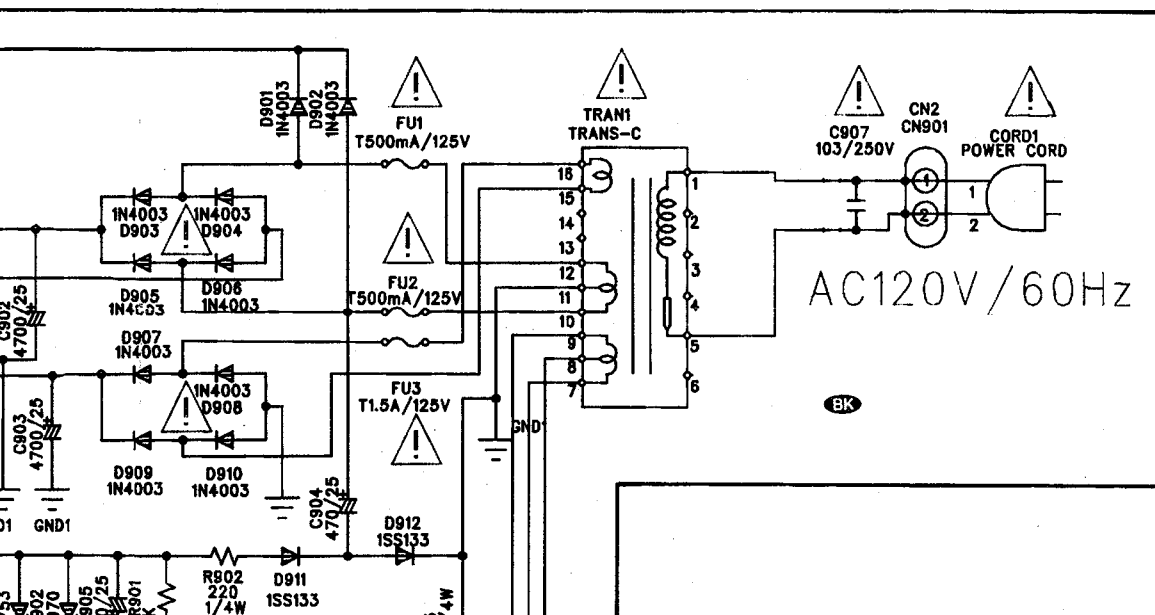 D901
1N4003
D902
1N4003
FU1
T500mA/125V
TRAN1
TRANS-C
C907
103/250V
CN2
CN901
CORD1
POWER CORD
1N4003
D903
1N4003
D904
D905
1N4003
D906
1N4003
FU2
T500mA/125V
16
15
14
13
12
11
10
9
8
7
1
2
3
4
5
6
1
2
1
2
AC120V/60Hz
BK
C902
4700/25
D907
1N4003
1N4003
D908
FU3
T1.5A/125V
C903
4700/25
D909
1N4003
D910
1N4003
GND1
GND1
C904
470/25
D912
1SS133
R902
220
1/4W
D911
1SS133
R901